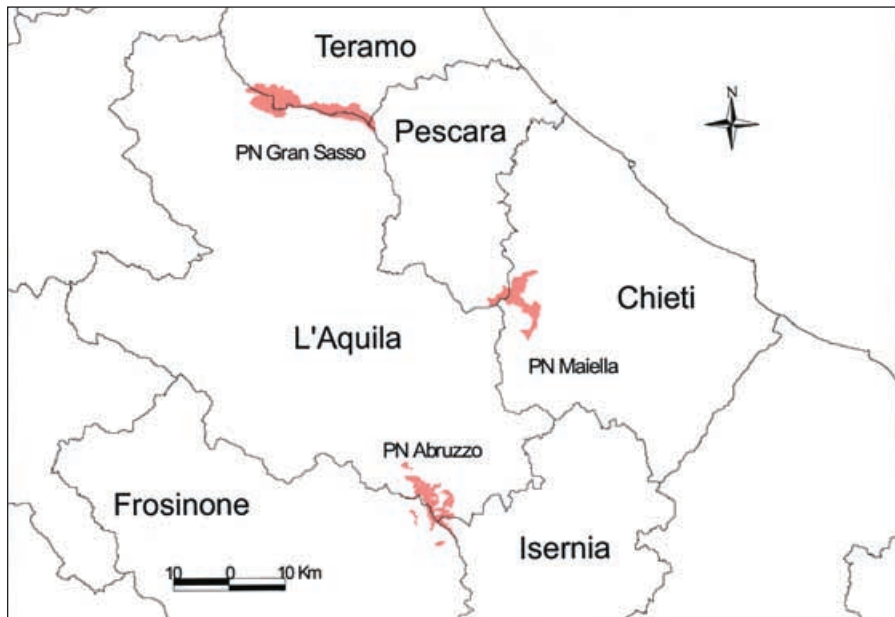 Teramo
N
Pescara
PN Gran Sasso
Chieti
L'Aquila
PN Maiella
PN Abruzzo
Frosinone
Isernia
10 0 10 Km